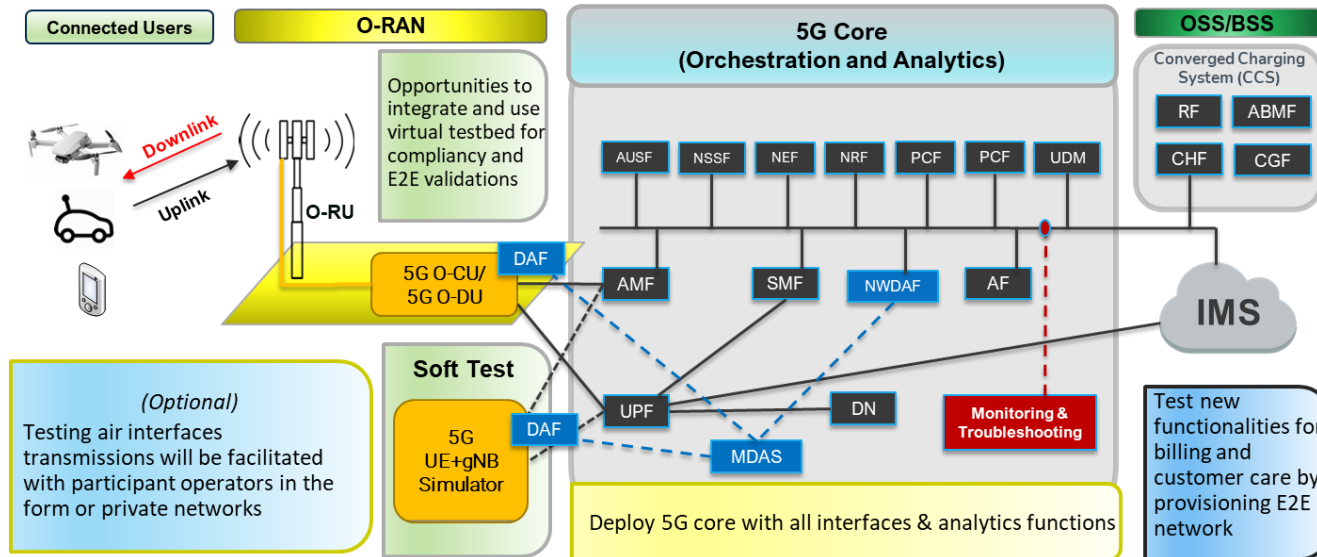 Connected Users
O-RAN
5G Core
(Orchestration and Analytics)
OSS/BSS
Opportunities to
integrate and use
virtual testbed for
compliancy and
E2E validations
Converged Charging
System (CCS)
RF
ABMF
CHF
CGF
Downlink
Uplink
O-RU
AUSF
NSSF
NEF
NRF
PCF
PCF
UDM
5G O-CU/
5G O-DU
DAF
AMF
SMF
NWDAF
AF
IMS
(Optional)
Testing air interfaces
transmissions will be facilitated
with participant operators in the
form or private networks
Soft Test
5G
UE+gNB
Simulator
DAF
UPF
DN
MDAS
Monitoring &
Troubleshooting
Test new
functionalities for
billing and
customer care by
provisioning E2E
network
Deploy 5G core with all interfaces & analytics functions